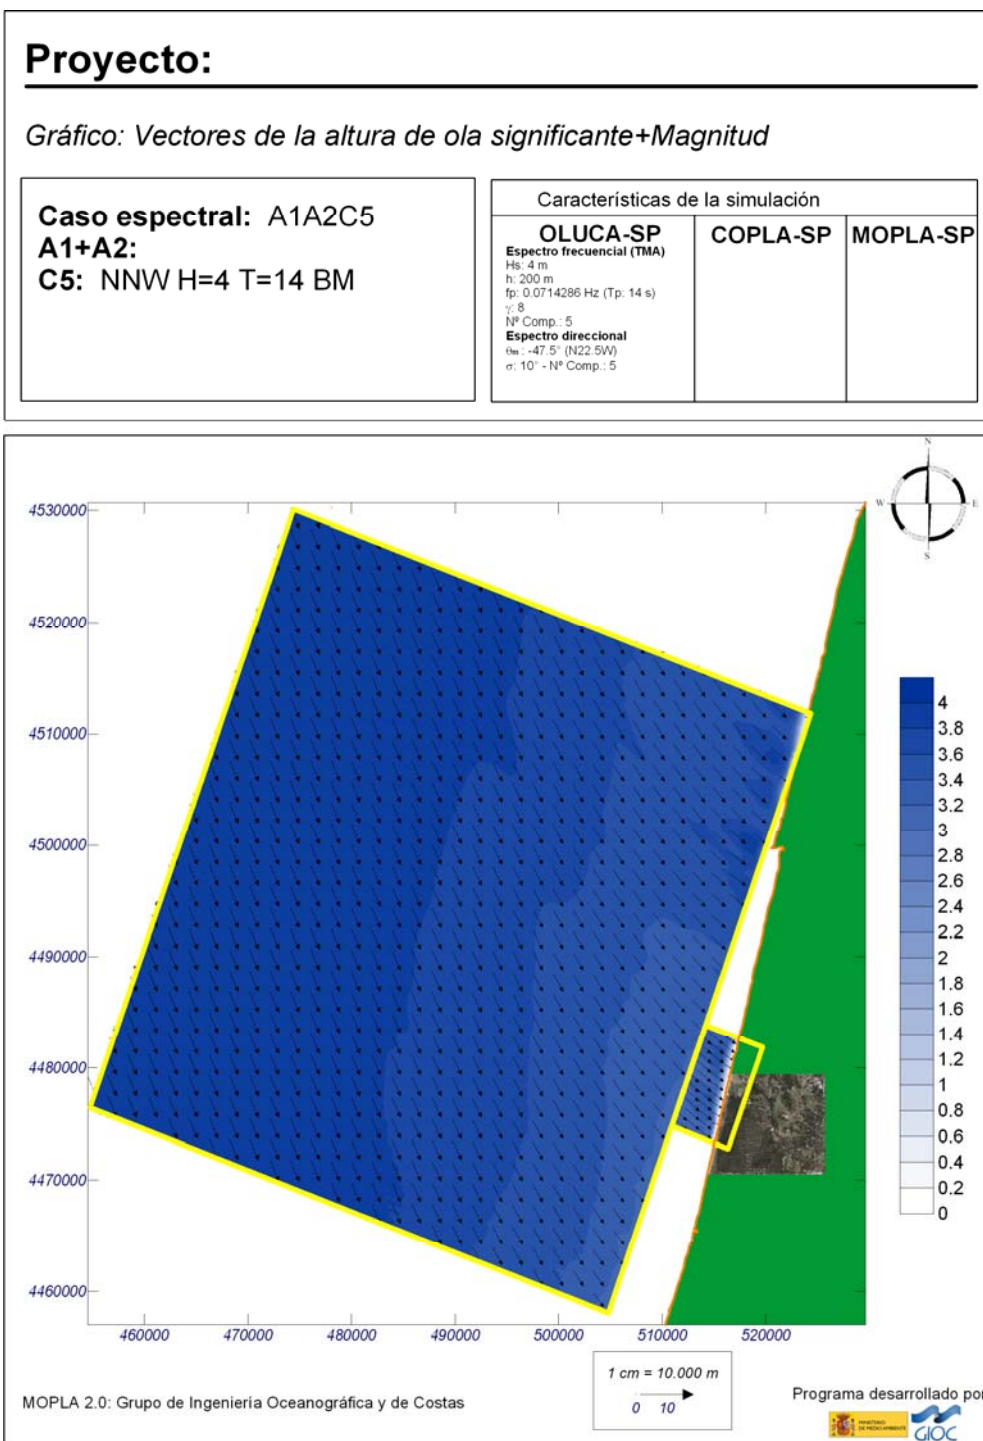 Proyecto:
Gráfico: Vectores de la altura de ola significante+Magnitud
Caso espectral: A1A2C5
A1+A2:
C5: NNW H=4 T=14 BM
Características de la simulación
OLUCA-SP
Espectro frecuencial (TMA)
Hs: 4 m
h: 200 m
fp: 0.0714286 Hz (Tp: 14 s)
γ: 8
Nº Comp.: 5
Espectro direccional
θm: -47.5° (N22.5W)
σ: 10° - Nº Comp.: 5
COPLA-SP
MOPLA-SP
N
W
E
S
4530000
4520000
4510000
4500000
4490000
4480000
4470000
4460000
460000
470000
480000
490000
500000
510000
520000
4
3.8
3.6
3.4
3.2
3
2.8
2.6
2.4
2.2
2
1.8
1.6
1.4
1.2
1
0.8
0.6
0.4
0.2
0
1 cm = 10.000 m
0 10
MOPLA 2.0: Grupo de Ingeniería Oceanográfica y de Costas
Programa desarrollado por
MINISTERIO
DE MEDIO AMBIENTE
GIOC